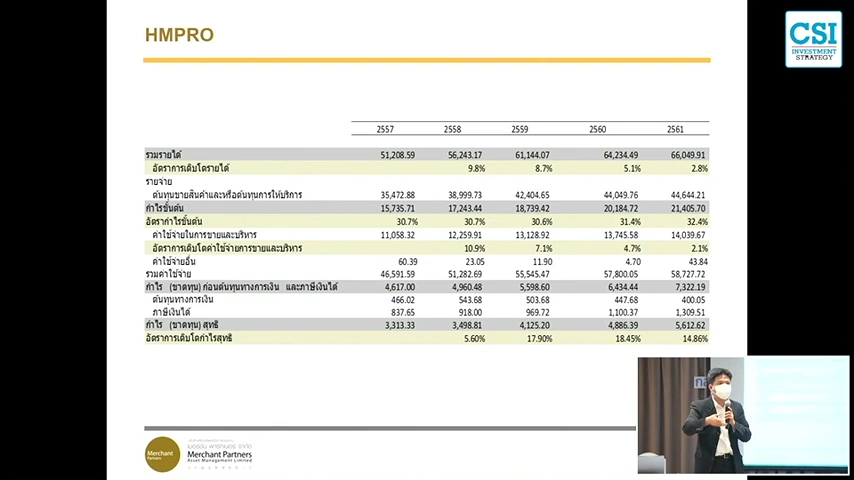 HMPRO
CSI
INVESTMENT
STRATEGY
2557 2558 2559 2560 2561
รวมรายได้ 51,208.59 56,243.17 61,144.07 64,234.49 66,049.91
อัตราการเติบโตรายได้ 9.8% 8.7% 5.1% 2.8%
รายจ่าย
ต้นทุนขายสินค้าและหรือต้นทุนการให้บริการ 35,472.88 38,999.73 42,404.65 44,049.76 44,644.21
กำไรขั้นต้น 15,735.71 17,243.44 18,739.42 20,184.72 21,405.70
อัตรากำไรขั้นต้น 30.7% 30.7% 30.6% 31.4% 32.4%
ค่าใช้จ่ายในการขายและบริหาร 11,058.32 12,259.91 13,128.92 13,745.58 14,039.67
อัตราการเติบโตค่าใช้จ่ายการขายและบริหาร 10.9% 7.1% 4.7% 2.1%
ค่าใช้จ่ายอื่น 60.39 23.05 11.90 4.70 43.84
รวมค่าใช้จ่าย 46,591.59 51,282.69 55,545.47 57,800.05 58,727.72
กำไร (ขาดทุน) ก่อนต้นทุนทางการเงิน และภาษีเงินได้ 4,617.00 4,960.48 5,598.60 6,434.44 7,322.19
ต้นทุนทางการเงิน 466.02 543.68 503.68 447.68 400.05
ภาษีเงินได้ 837.65 918.00 969.72 1,100.37 1,309.51
กำไร (ขาดทุน) สุทธิ 3,313.33 3,498.81 4,125.20 4,886.39 5,612.62
อัตราการเติบโตกำไรสุทธิ 5.60% 17.90% 18.45% 14.86%
Merchant
Partners
เมอร์ชั่น พาร์ทเนอร์ จำกัด
Merchant Partners
Asset Management Limited